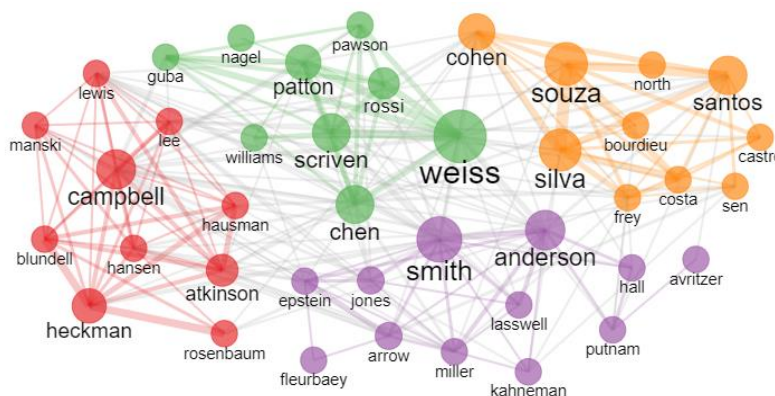 pawson
nagel
cohen
guba
patton
souza
north
lewis
rossi
santos
manski
lee
williams
scriven
weiss
bourdieu
castro
campbell
silva
costa
sen
hausman
chen
frey
blundell
hansen
smith
anderson
hall
avritzer
atkinson
epstein
jones
heckman
lasswell
rosenbaum
arrow
putnam
fleurbaey
miller
kahneman